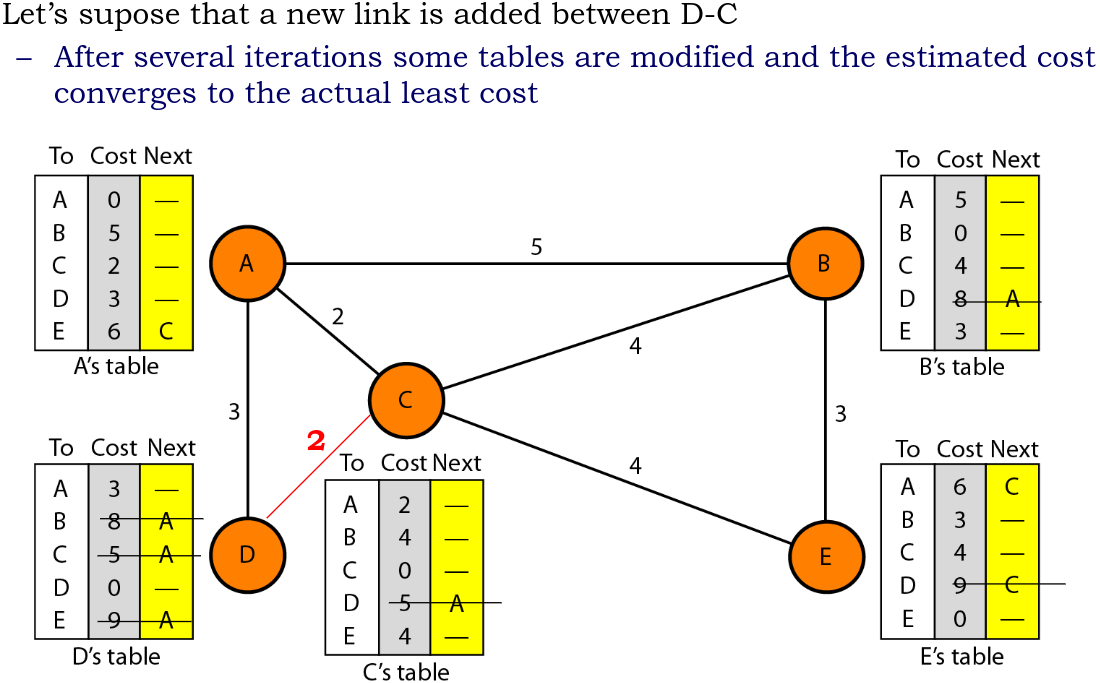 Let’s supose that a new link is added between D-C
– After several iterations some tables are modified and the estimated cost
converges to the actual least cost
To Cost Next
A 0 —
B 5 —
C 2 —
D 3 —
E 6 C
A's table
To Cost Next
A 5 —
B 0 —
C 4 —
D 8 A
E 3 —
B's table
A
5
B
2
C
4
3
3
2
4
D
E
To Cost Next
A 3 —
B 8 A
C 5 A
D 0 —
E 9 A
D's table
To Cost Next
A 2 —
B 4 —
C 0 —
D 5 A
E 4 —
C's table
To Cost Next
A 6 C
B 3 —
C 4 —
D 9 C
E 0 —
E's table